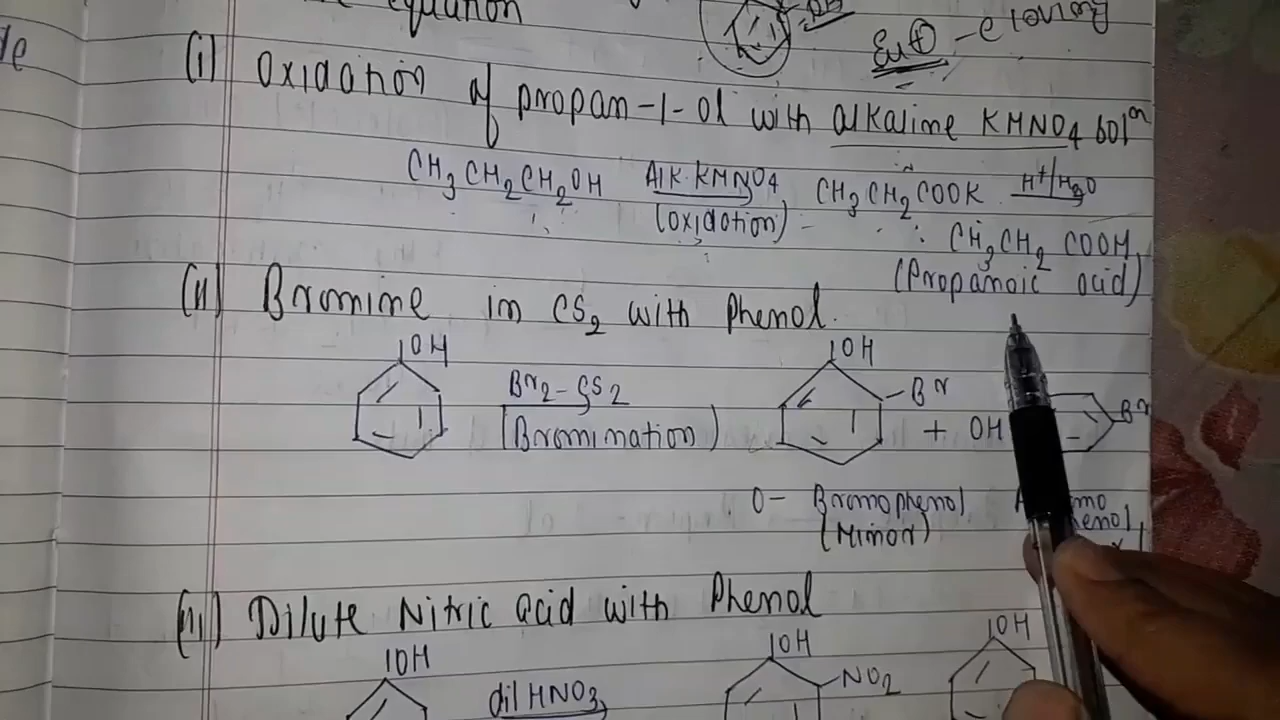 equation
OH
Eu⊕
(i) Oxidation of propan-1-ol with alkaline KMNO4 solⁿ
CH3CH2CH2OH Alk. KMNO4 CH3CH2COOK H+/H2O
(oxidation)
CH3CH2COOH
(Propanoic acid)
(ii) Bromine in CS2 with Phenol.
OH OH
Br2-CS2 Br
(Bromination) + OH Br
O- Bromophenol
(Minor)
(iii) Dilute Nitric acid with Phenol
OH OH OH
dil HNO3 NO2